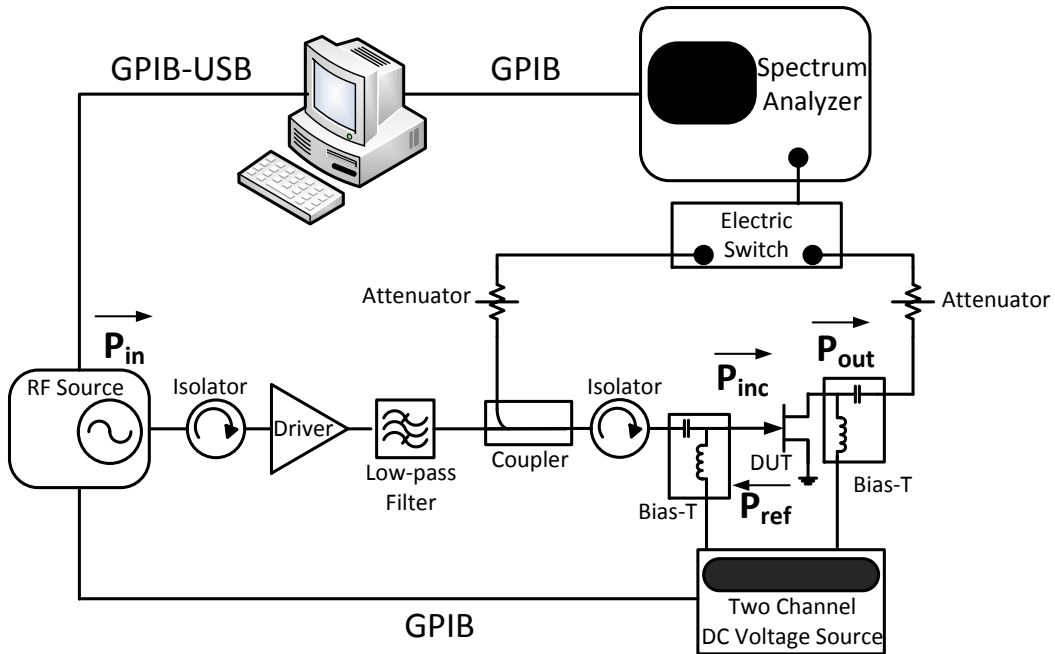 GPIB-USB
GPIB
Spectrum
Analyzer
Electric
Switch
Attenuator
Attenuator
P_in
P_out
P_inc
RF Source
Isolator
Isolator
Driver
Low-pass
Filter
Coupler
DUT
Bias-T
Bias-T
P_ref
GPIB
Two Channel
DC Voltage Source